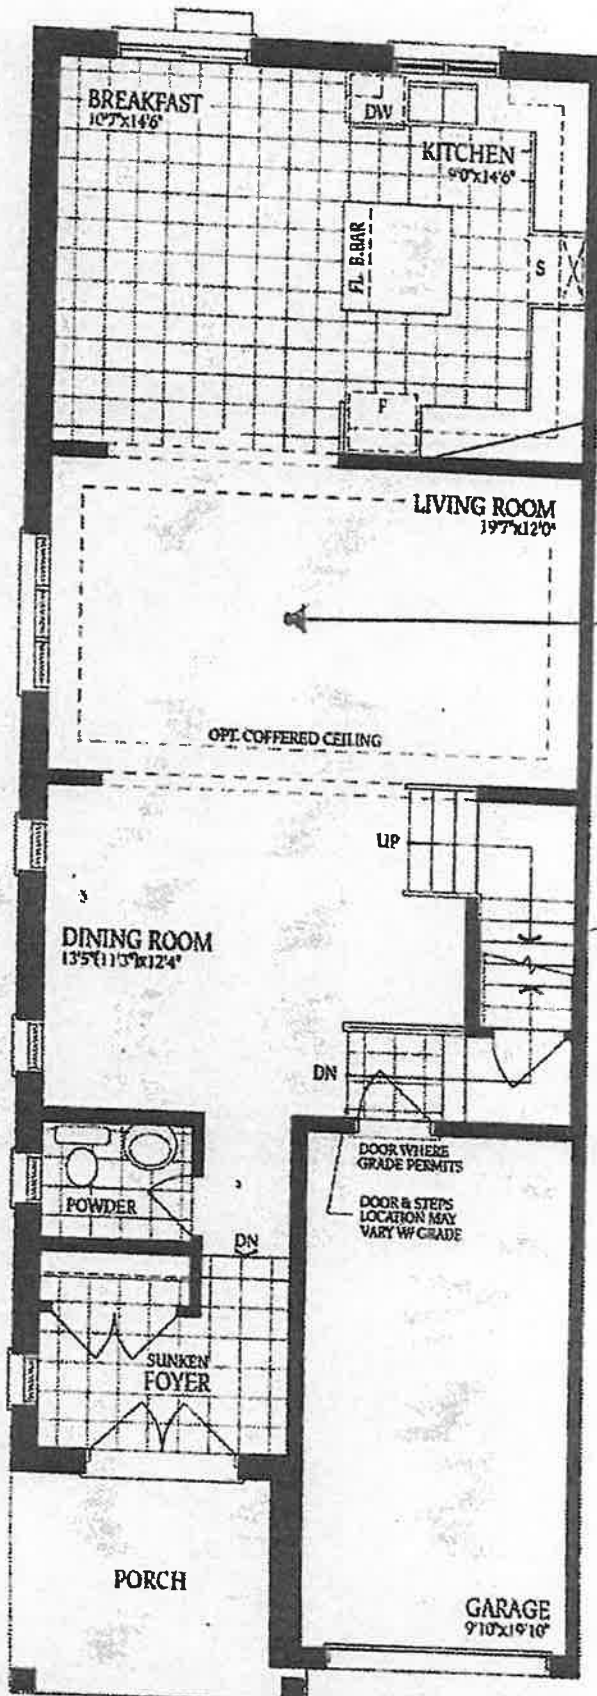 BREAKFAST
10'7"x14'6"
DW
KITCHEN
9'0"x14'6"
FL. B.BAR
S
F
LIVING ROOM
19'7"x12'0"
OPT. COFFERED CEILING
UP
DINING ROOM
13'5"(11'3")x12'4"
DN
DOOR WHERE
GRADE PERMITS
DOOR & STEPS
LOCATION MAY
VARY W/ GRADE
POWDER
DN
SUNKEN
FOYER
PORCH
GARAGE
9'10"x19'10"